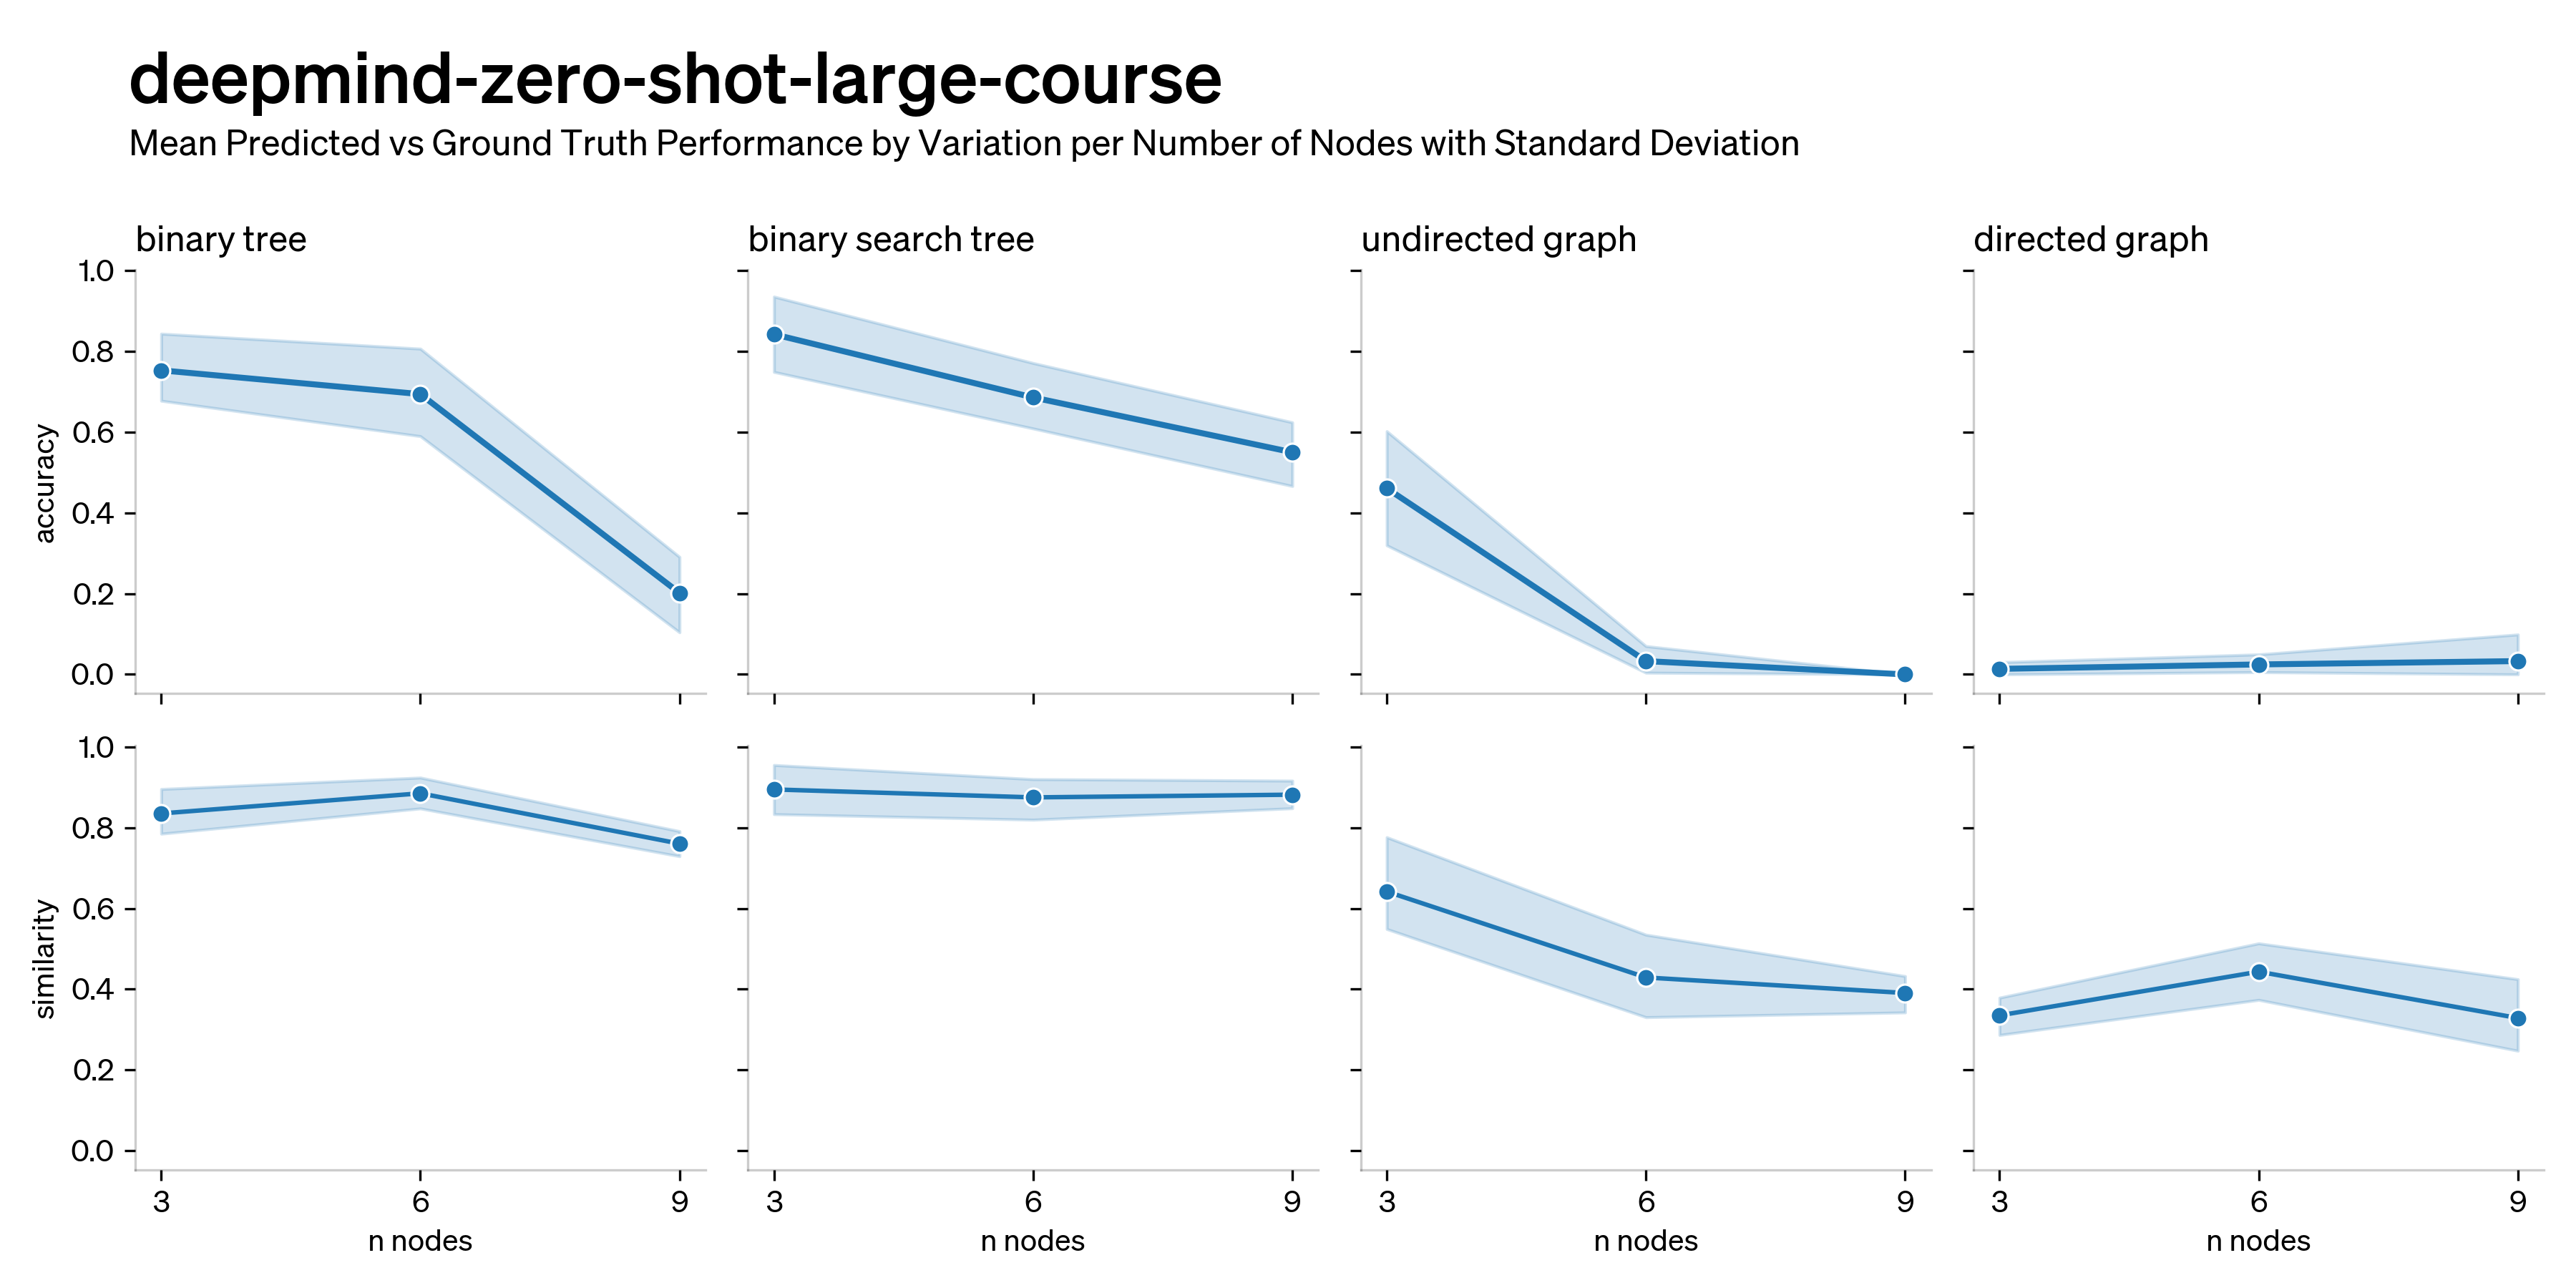 deepmind-zero-shot-large-course
Mean Predicted vs Ground Truth Performance by Variation per Number of Nodes with Standard Deviation
binary tree
binary search tree
undirected graph
directed graph
accuracy
1.0
0.8
0.6
0.4
0.2
0.0
similarity
1.0
0.8
0.6
0.4
0.2
0.0
3 6 9
3 6 9
3 6 9
3 6 9
n nodes
n nodes
n nodes
n nodes